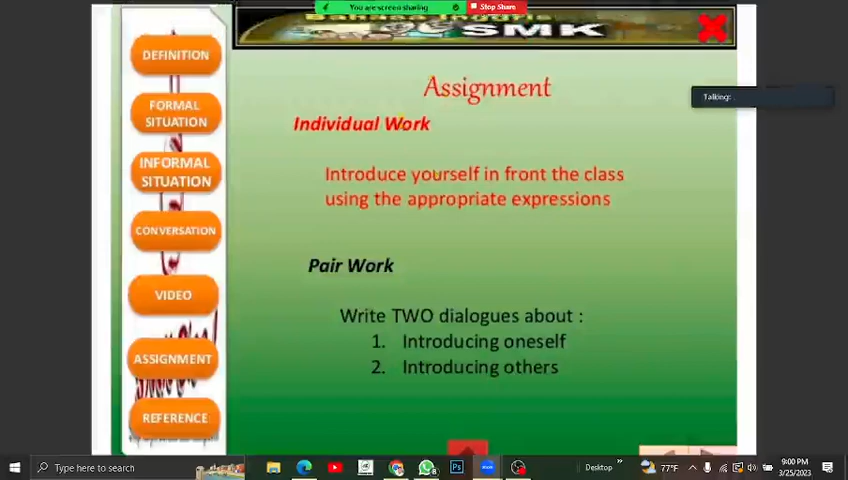 You are screen sharing
Stop Share
Bahasa Inggris
SMK
Talking:
DEFINITION
FORMAL
SITUATION
INFORMAL
SITUATION
CONVERSATION
VIDEO
ASSIGNMENT
REFERENCE
Assignment
Individual Work
Introduce yourself in front the class
using the appropriate expressions
Pair Work
Write TWO dialogues about :
1. Introducing oneself
2. Introducing others
Type here to search
Desktop
77°F
9:00 PM
3/25/2023